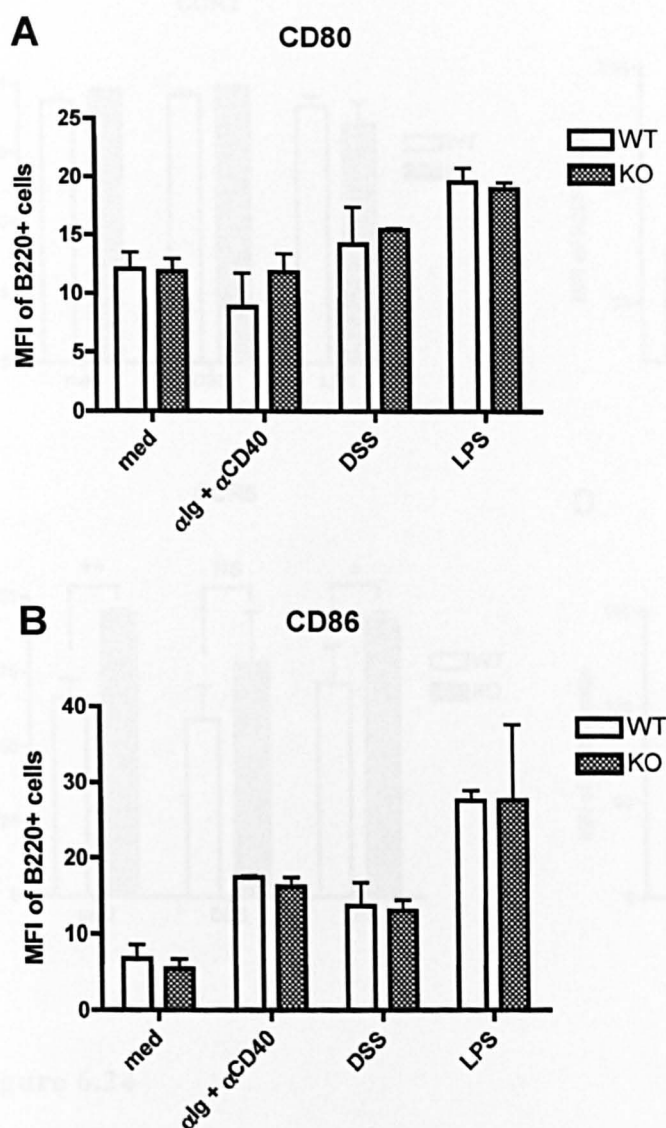 A
CD80
MFI of B220+ cells
25
20
15
10
5
0
med
αIg + αCD40
DSS
LPS
WT
KO
B
CD86
MFI of B220+ cells
40
30
20
10
0
med
αIg + αCD40
DSS
LPS
WT
KO